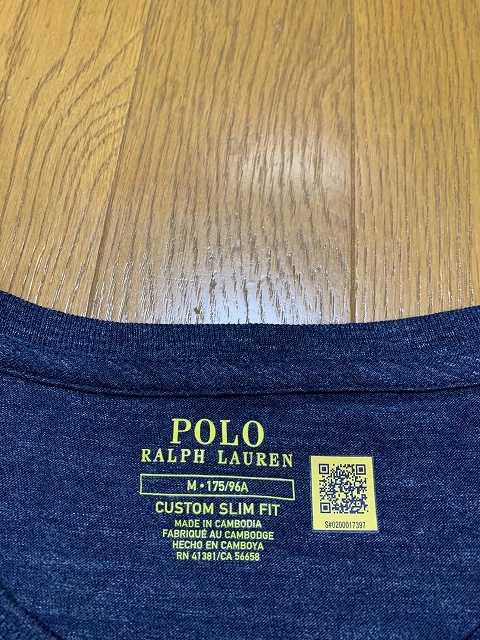 POLO
RALPH LAUREN
M • 175/96A
CUSTOM SLIM FIT
MADE IN CAMBODIA
FABRIQUÉ AU CAMBODGE
HECHO EN CAMBOYA
RN 41381/CA 56658
S#0200017397